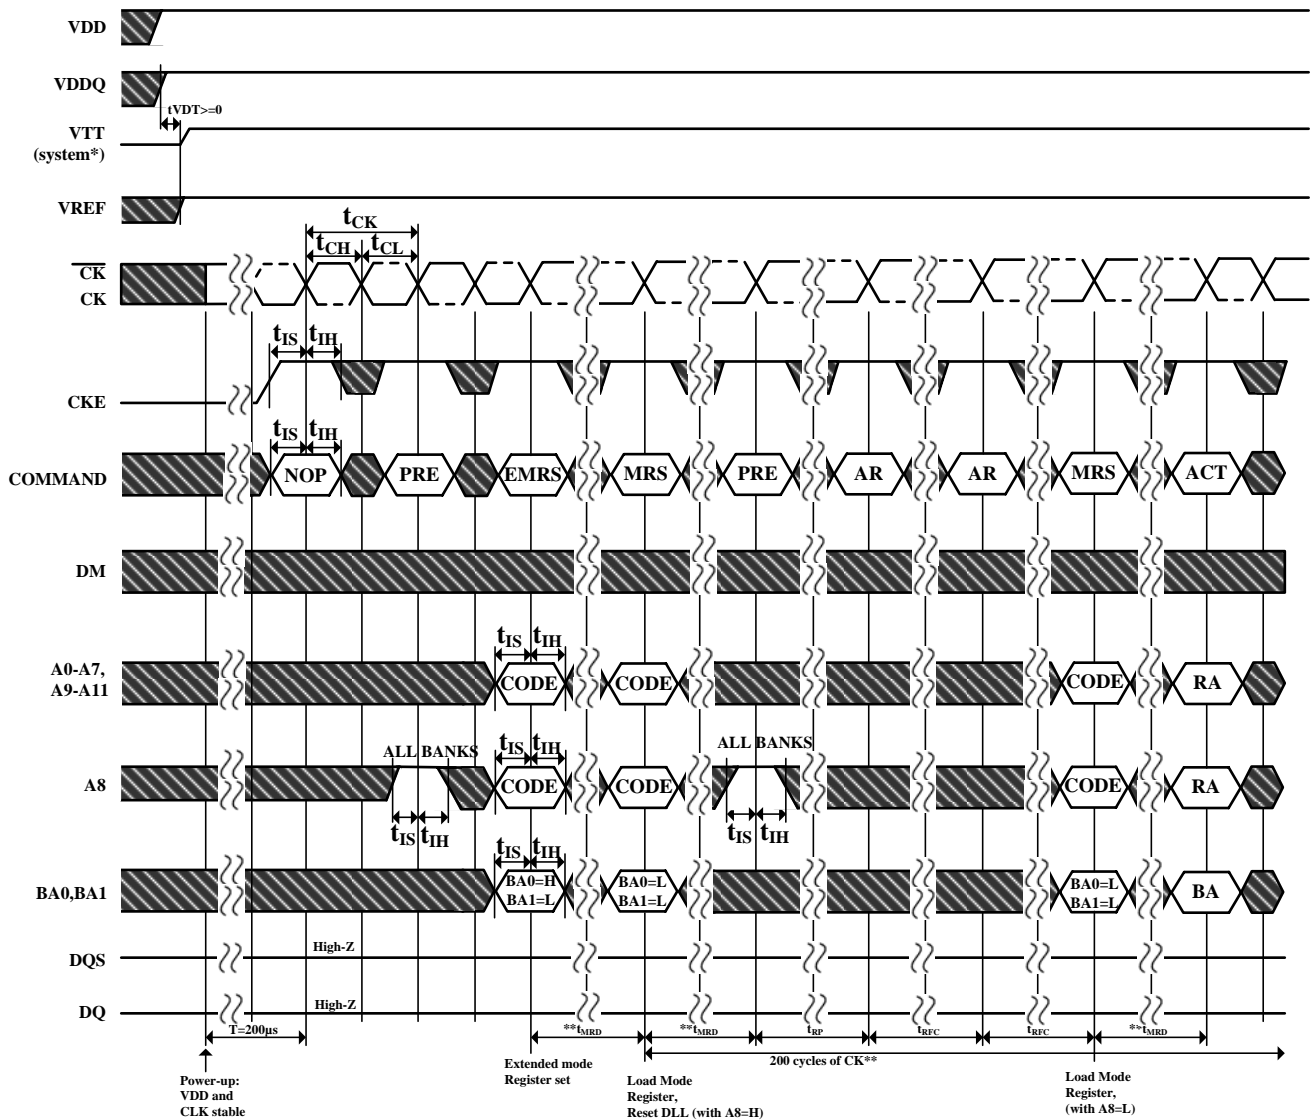 VDD
VDDQ
tVDT>=0
VTT
(system*)
VREF
tCK
tCH
tCL
CK
CK
tIS
tIH
CKE
tIS
tIH
COMMAND
NOP
PRE
EMRS
MRS
PRE
AR
AR
MRS
ACT
DM
tIS
tIH
A0-A7,
A9-A11
CODE
CODE
CODE
RA
ALL BANKS
tIS
tIH
ALL BANKS
A8
CODE
CODE
CODE
RA
tIS
tIH
tIS
tIH
tIS
tIH
BA0,BA1
BA0=H
BA1=L
BA0=L
BA1=L
BA0=L
BA1=L
BA
High-Z
DQS
High-Z
DQ
T=200µs
**tMRD
**tMRD
tRP
tRFC
tRFC
**tMRD
200 cycles of CK**
Power-up:
VDD and
CLK stable
Extended mode
Register set
Load Mode
Register,
Reset DLL (with A8=H)
Load Mode
Register,
(with A8=L)